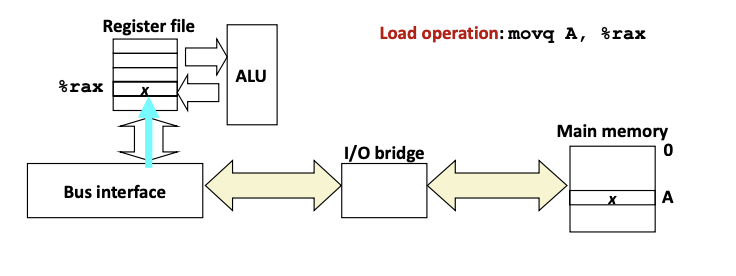 Register file
Load operation: movq A, %rax
ALU
%rax
x
Main memory
I/O bridge
0
Bus interface
x
A